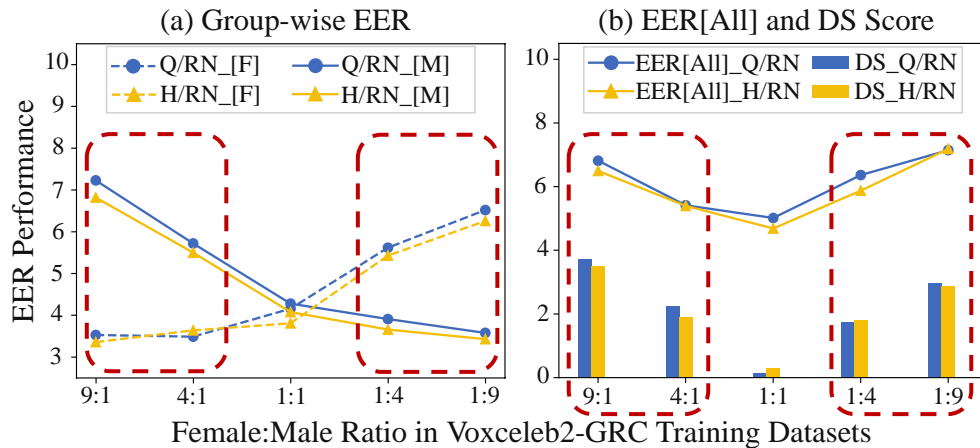 (a) Group-wise EER
(b) EER[All] and DS Score
EER Performance
10
9
8
7
6
5
4
3
Q/RN_[F]
Q/RN_[M]
H/RN_[F]
H/RN_[M]
9:1
4:1
1:1
1:4
1:9
10
8
6
4
2
0
EER[All]_Q/RN
DS_Q/RN
EER[All]_H/RN
DS_H/RN
9:1
4:1
1:1
1:4
1:9
Female:Male Ratio in Voxceleb2-GRC Training Datasets